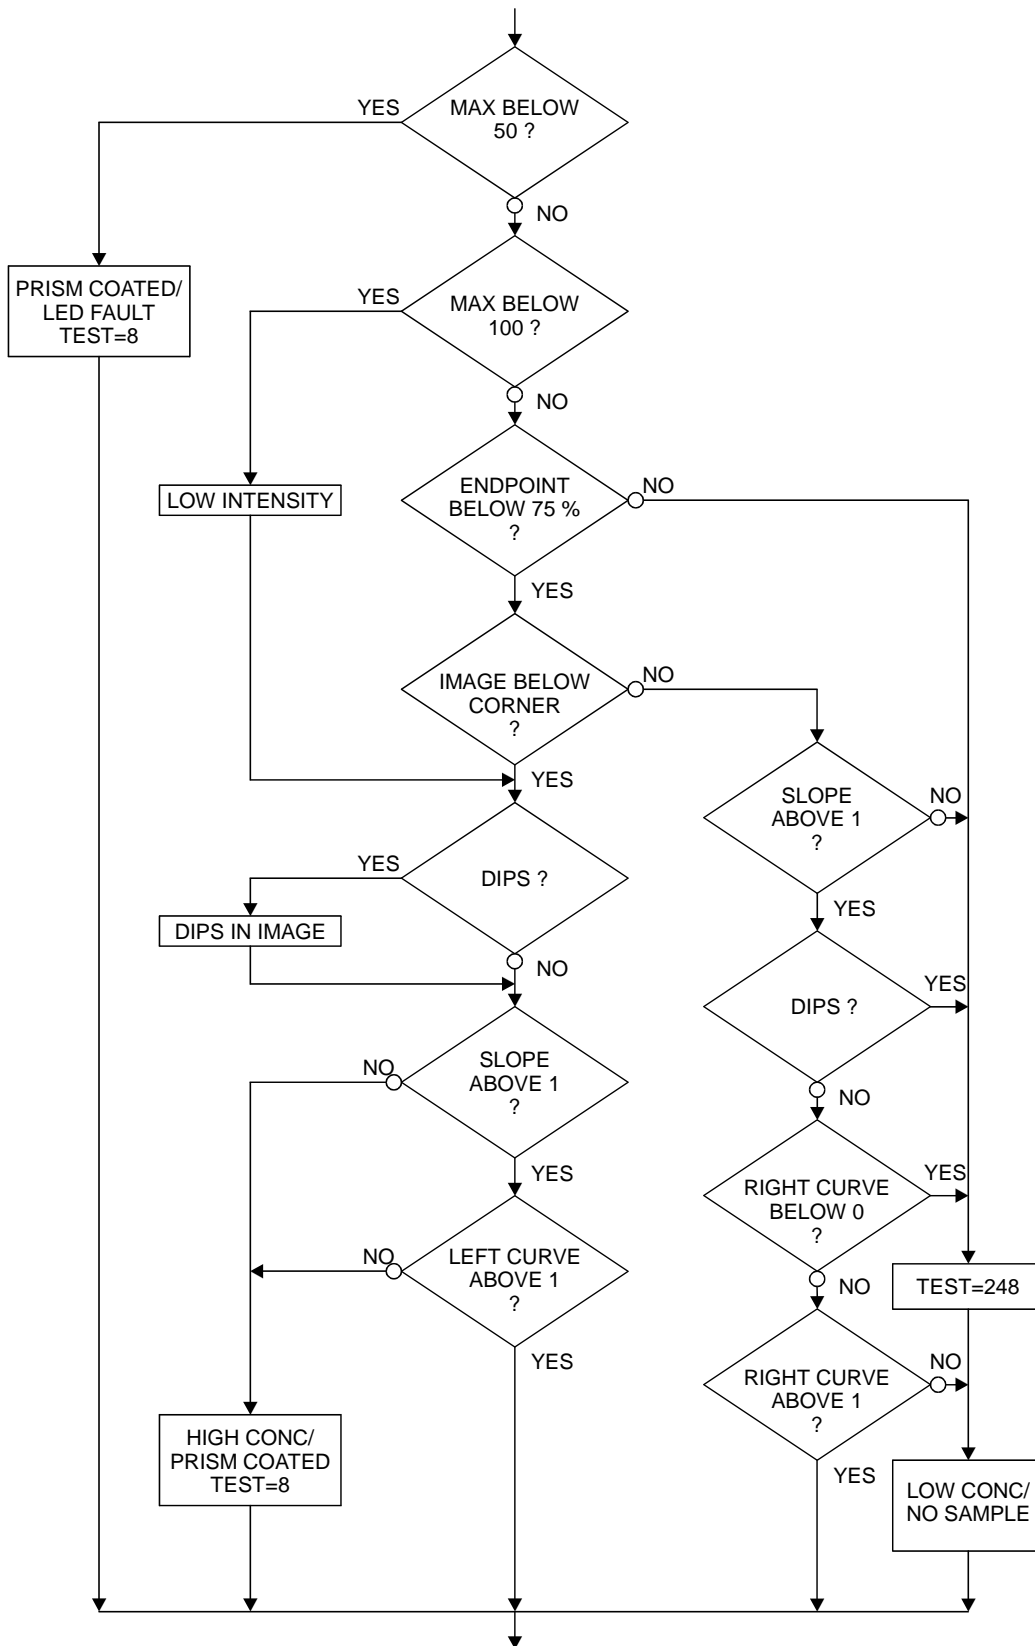 YES
MAX BELOW
50 ?
NO
PRISM COATED/
LED FAULT
TEST=8
YES
MAX BELOW
100 ?
NO
LOW INTENSITY
ENDPOINT
BELOW 75 %
?
NO
YES
IMAGE BELOW
CORNER
?
NO
YES
SLOPE
ABOVE 1
?
NO
YES
YES
DIPS ?
NO
DIPS IN IMAGE
DIPS ?
YES
NO
NO
SLOPE
ABOVE 1
?
YES
RIGHT CURVE
BELOW 0
?
YES
NO
NO
LEFT CURVE
ABOVE 1
?
YES
TEST=248
RIGHT CURVE
ABOVE 1
?
NO
YES
HIGH CONC/
PRISM COATED
TEST=8
LOW CONC/
NO SAMPLE